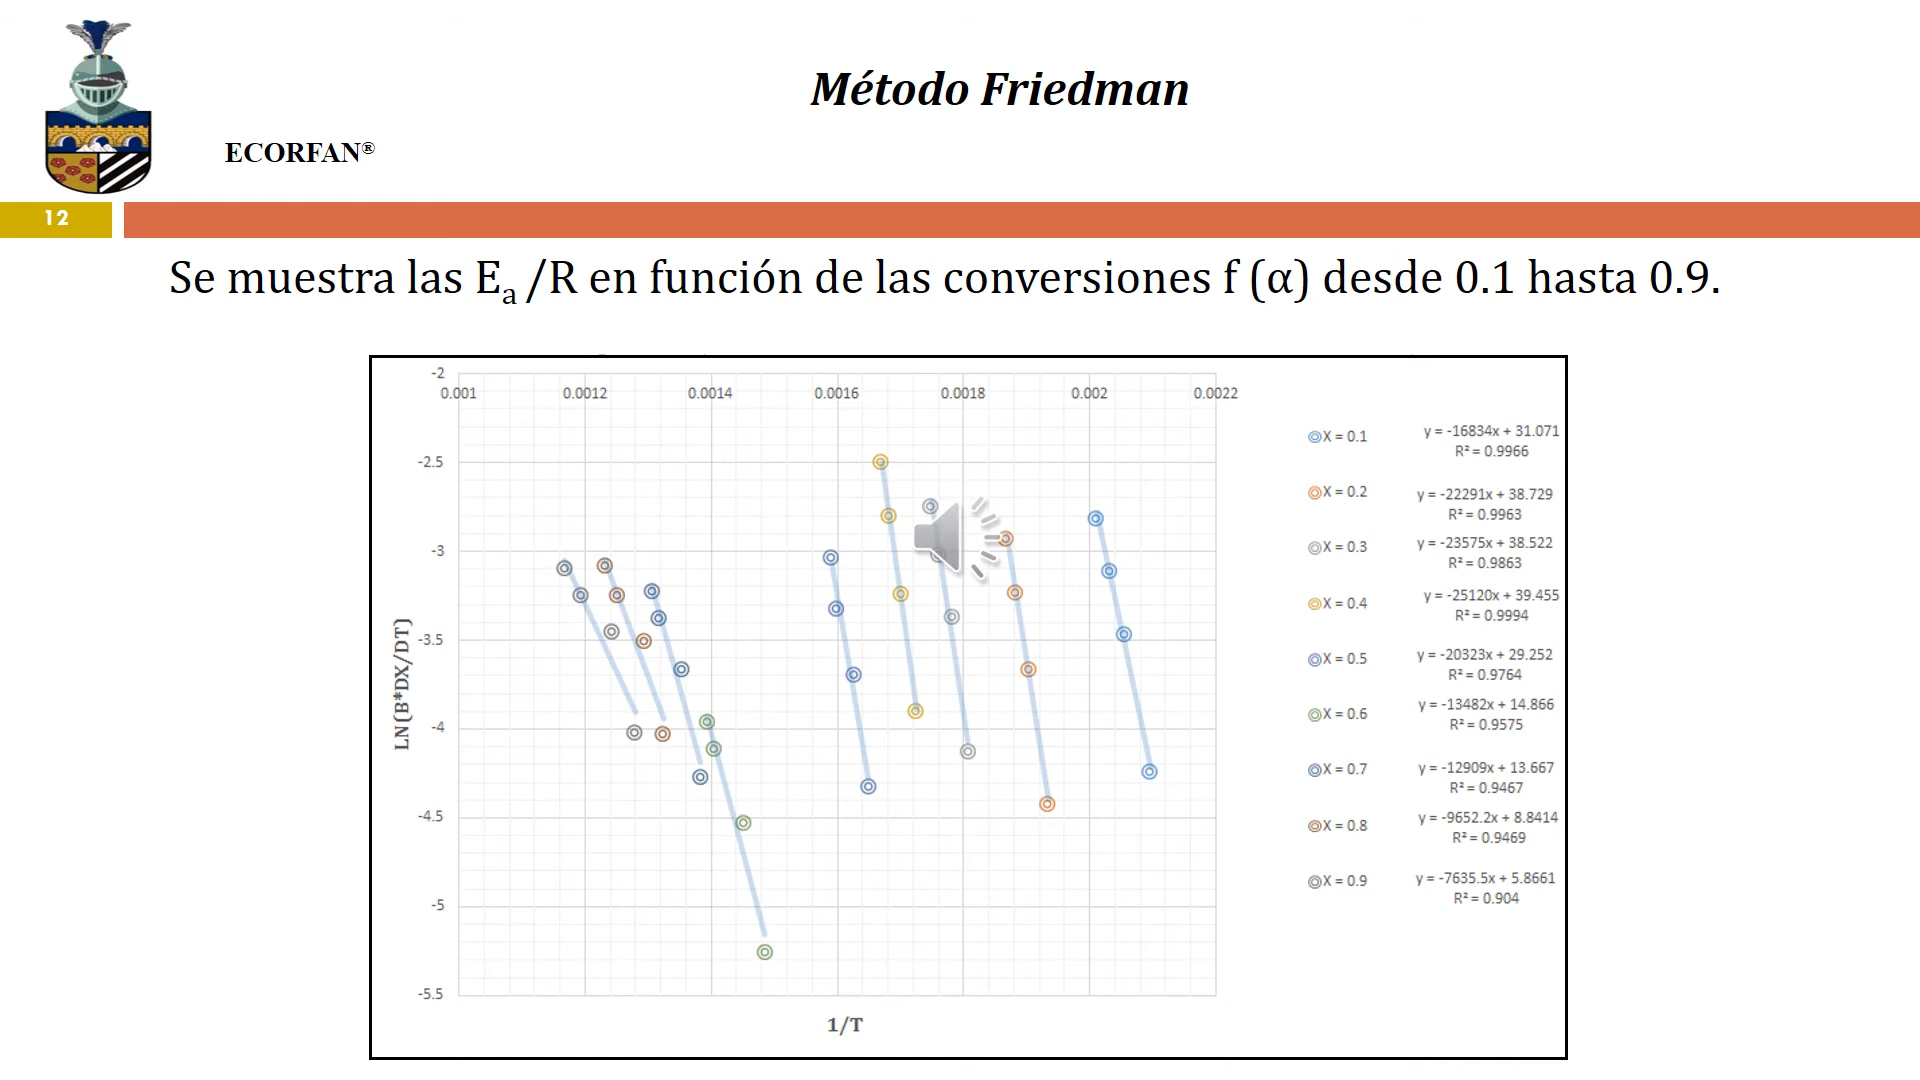 Método Friedman
ECORFAN®
12
Se muestra las Ea /R en función de las conversiones f (α) desde 0.1 hasta 0.9.
-2
0.001 0.0012 0.0014 0.0016 0.0018 0.002 0.0022
-2.5
-3
-3.5
-4
-4.5
-5
-5.5
LN(B*DX/DT)
1/T
X = 0.1
y = -16834x + 31.071
R² = 0.9966
X = 0.2
y = -22291x + 38.729
R² = 0.9963
X = 0.3
y = -23575x + 38.522
R² = 0.9863
X = 0.4
y = -25120x + 39.455
R² = 0.9994
X = 0.5
y = -20323x + 29.252
R² = 0.9764
X = 0.6
y = -13482x + 14.866
R² = 0.9575
X = 0.7
y = -12909x + 13.667
R² = 0.9467
X = 0.8
y = -9652.2x + 8.8414
R² = 0.9469
X = 0.9
y = -7635.5x + 5.8661
R² = 0.904